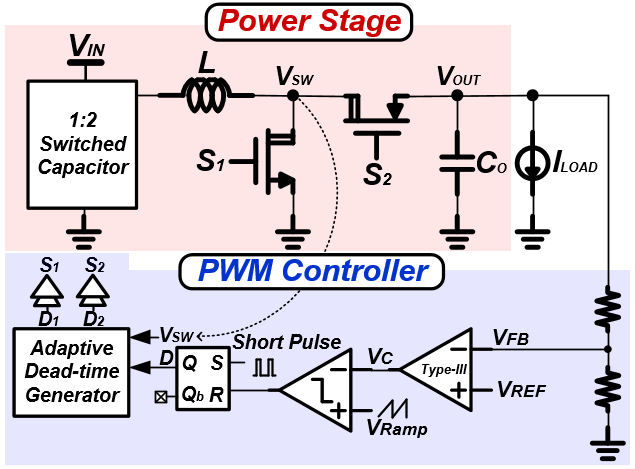 Power Stage
VIN
L
VSW
VOUT
1:2
Switched
Capacitor
S1
S2
CO
ILOAD
PWM Controller
S1 S2
D1 D2
VSW
Short Pulse
VFB
Adaptive
Dead-time
Generator
D
Q S
Qb R
VC
Type-III
VREF
VRamp